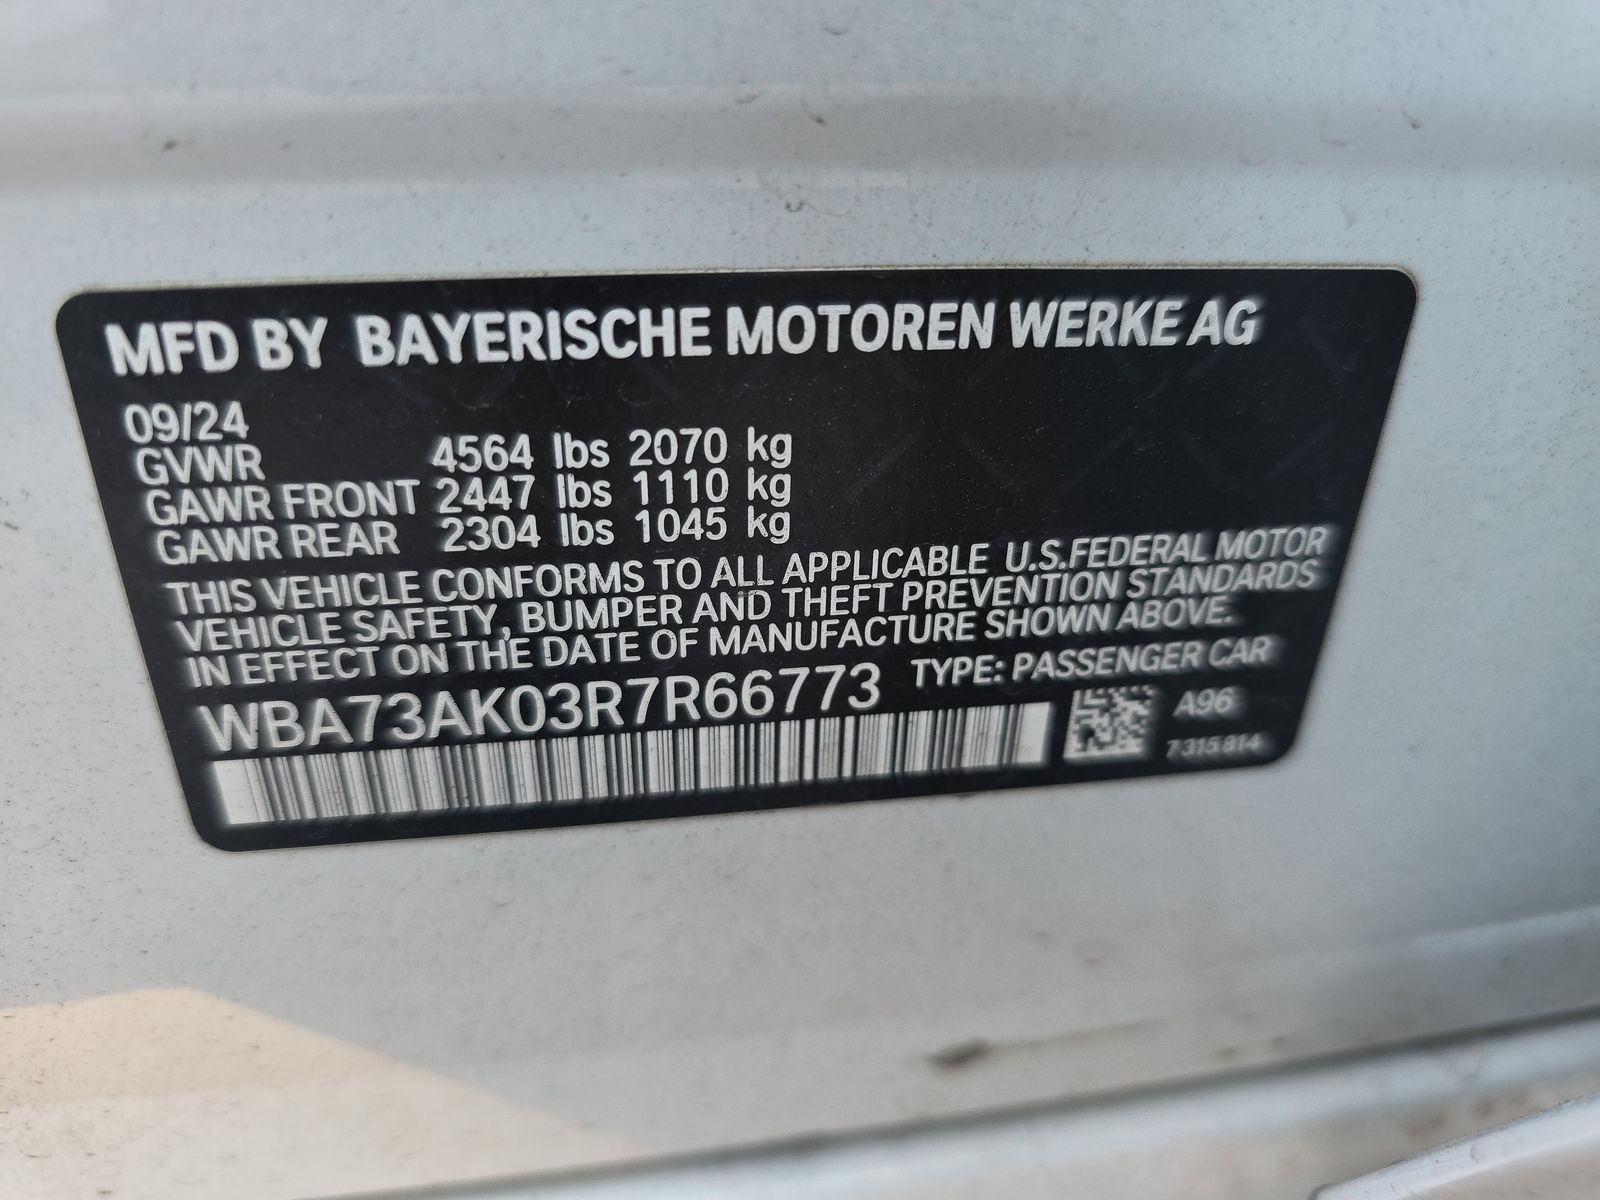 MFD BY BAYERISCHE MOTOREN WERKE AG
09/24
GVWR 4564 lbs 2070 kg
GAWR FRONT 2447 lbs 1110 kg
GAWR REAR 2304 lbs 1045 kg
THIS VEHICLE CONFORMS TO ALL APPLICABLE U.S.FEDERAL MOTOR
VEHICLE SAFETY, BUMPER AND THEFT PREVENTION STANDARDS
IN EFFECT ON THE DATE OF MANUFACTURE SHOWN ABOVE.
WBA73AK03R7R66773 TYPE: PASSENGER CAR
A96
7315814